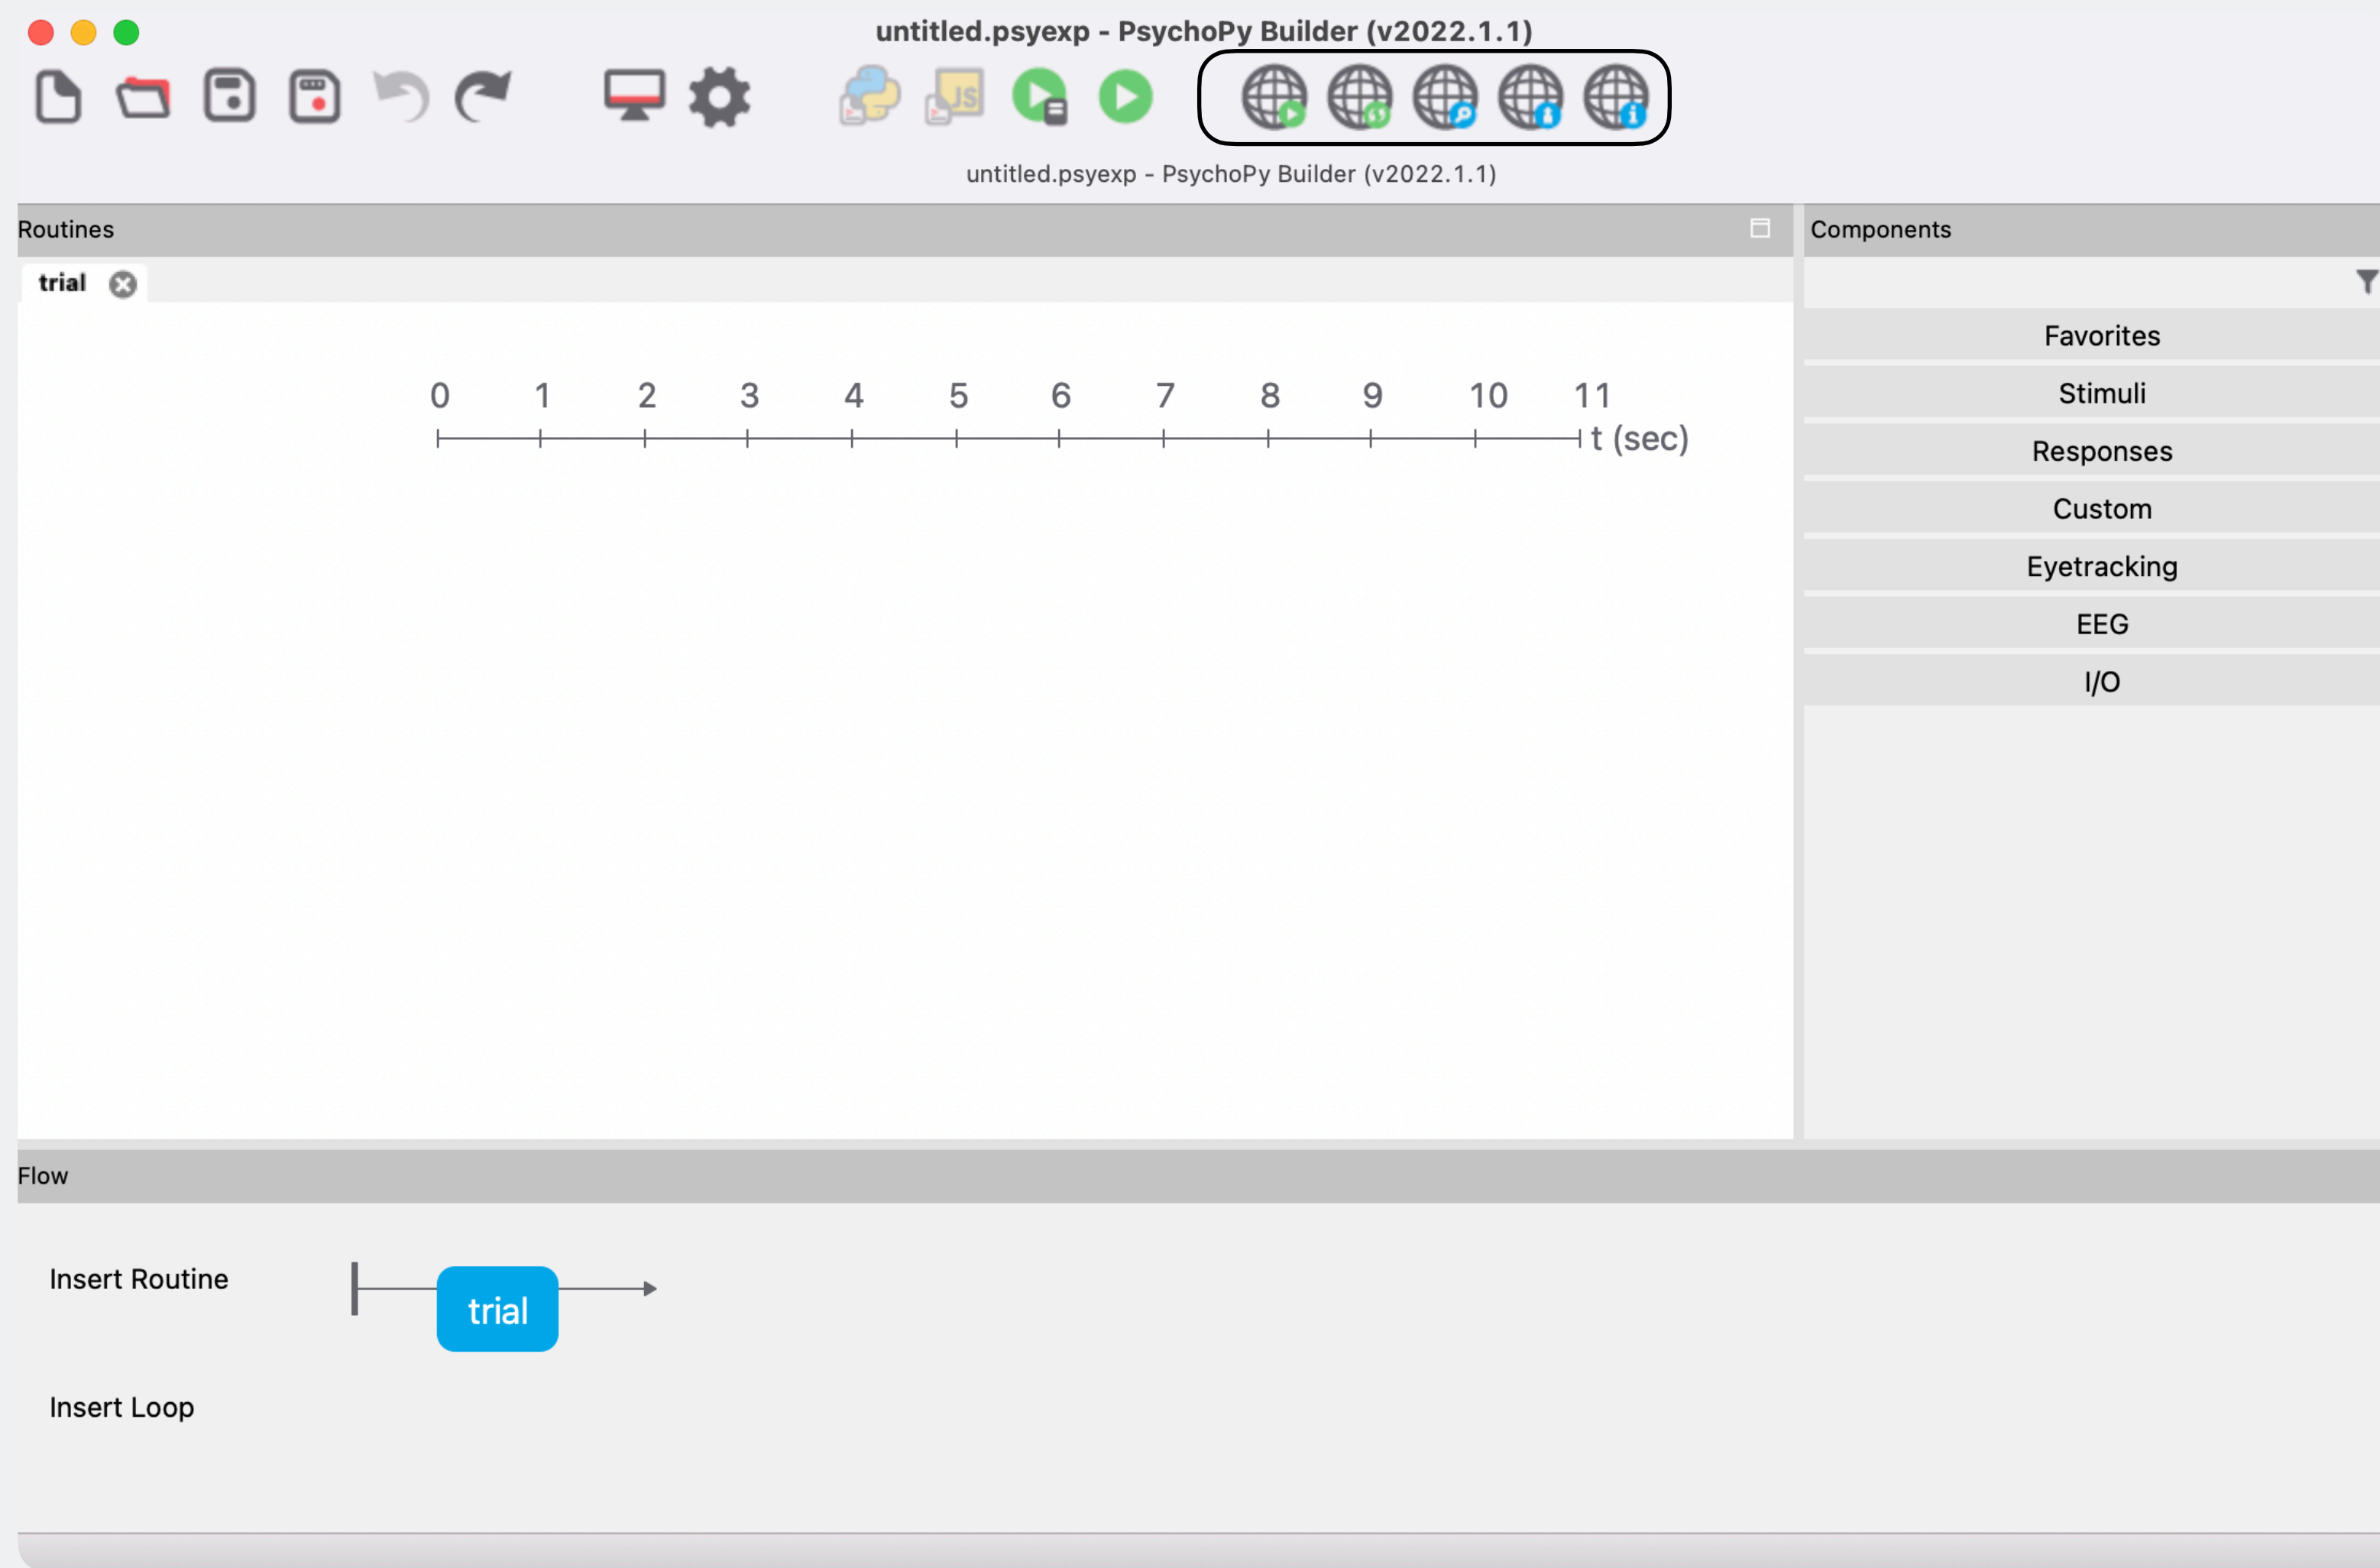 untitled.psyexp - PsychoPy Builder (v2022.1.1)
JS
untitled.psyexp - PsychoPy Builder (v2022.1.1)
Routines
Components
trial
0 1 2 3 4 5 6 7 8 9 10 11
t (sec)
Favorites
Stimuli
Responses
Custom
Eyetracking
EEG
I/O
Flow
Insert Routine
trial
Insert Loop